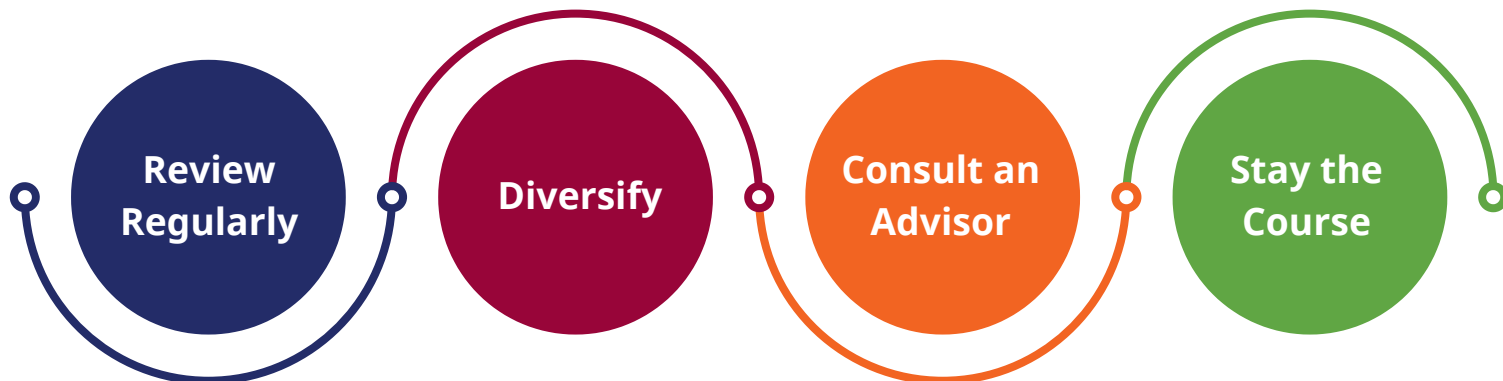 Review
Regularly
Diversify
Consult an
Advisor
Stay the
Course